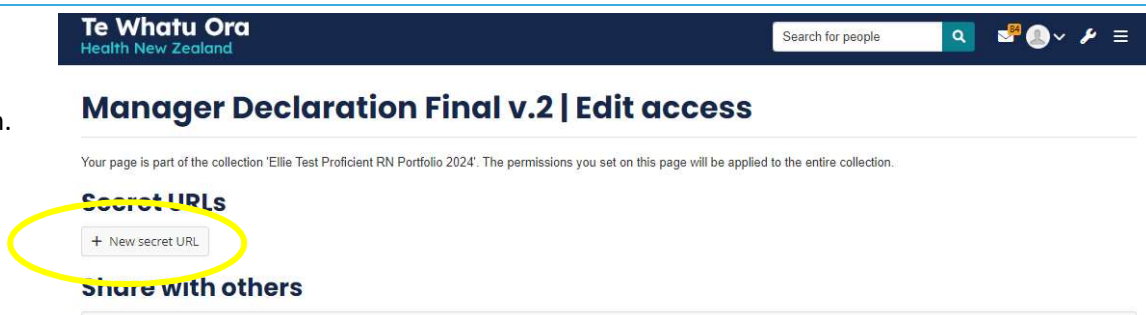 Te Whatu Ora
Health New Zealand
Search for people
84
n.
Manager Declaration Final v.2 | Edit access
Your page is part of the collection 'Ellie Test Proficient RN Portfolio 2024'. The permissions you set on this page will be applied to the entire collection.
Secret URLs
+ New secret URL
Share with others